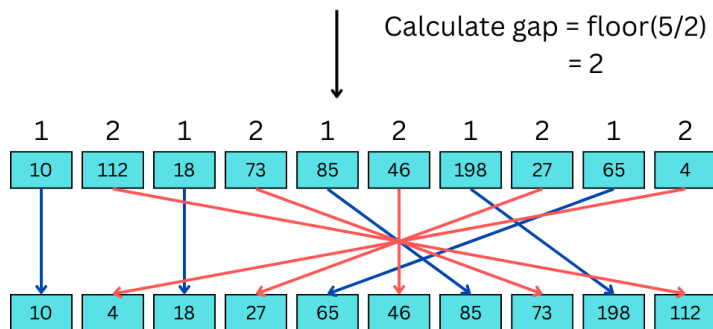 Calculate gap = floor(5/2)
= 2
1 2 1 2 1 2 1 2 1 2
10 112 18 73 85 46 198 27 65 4
10 4 18 27 65 46 85 73 198 112